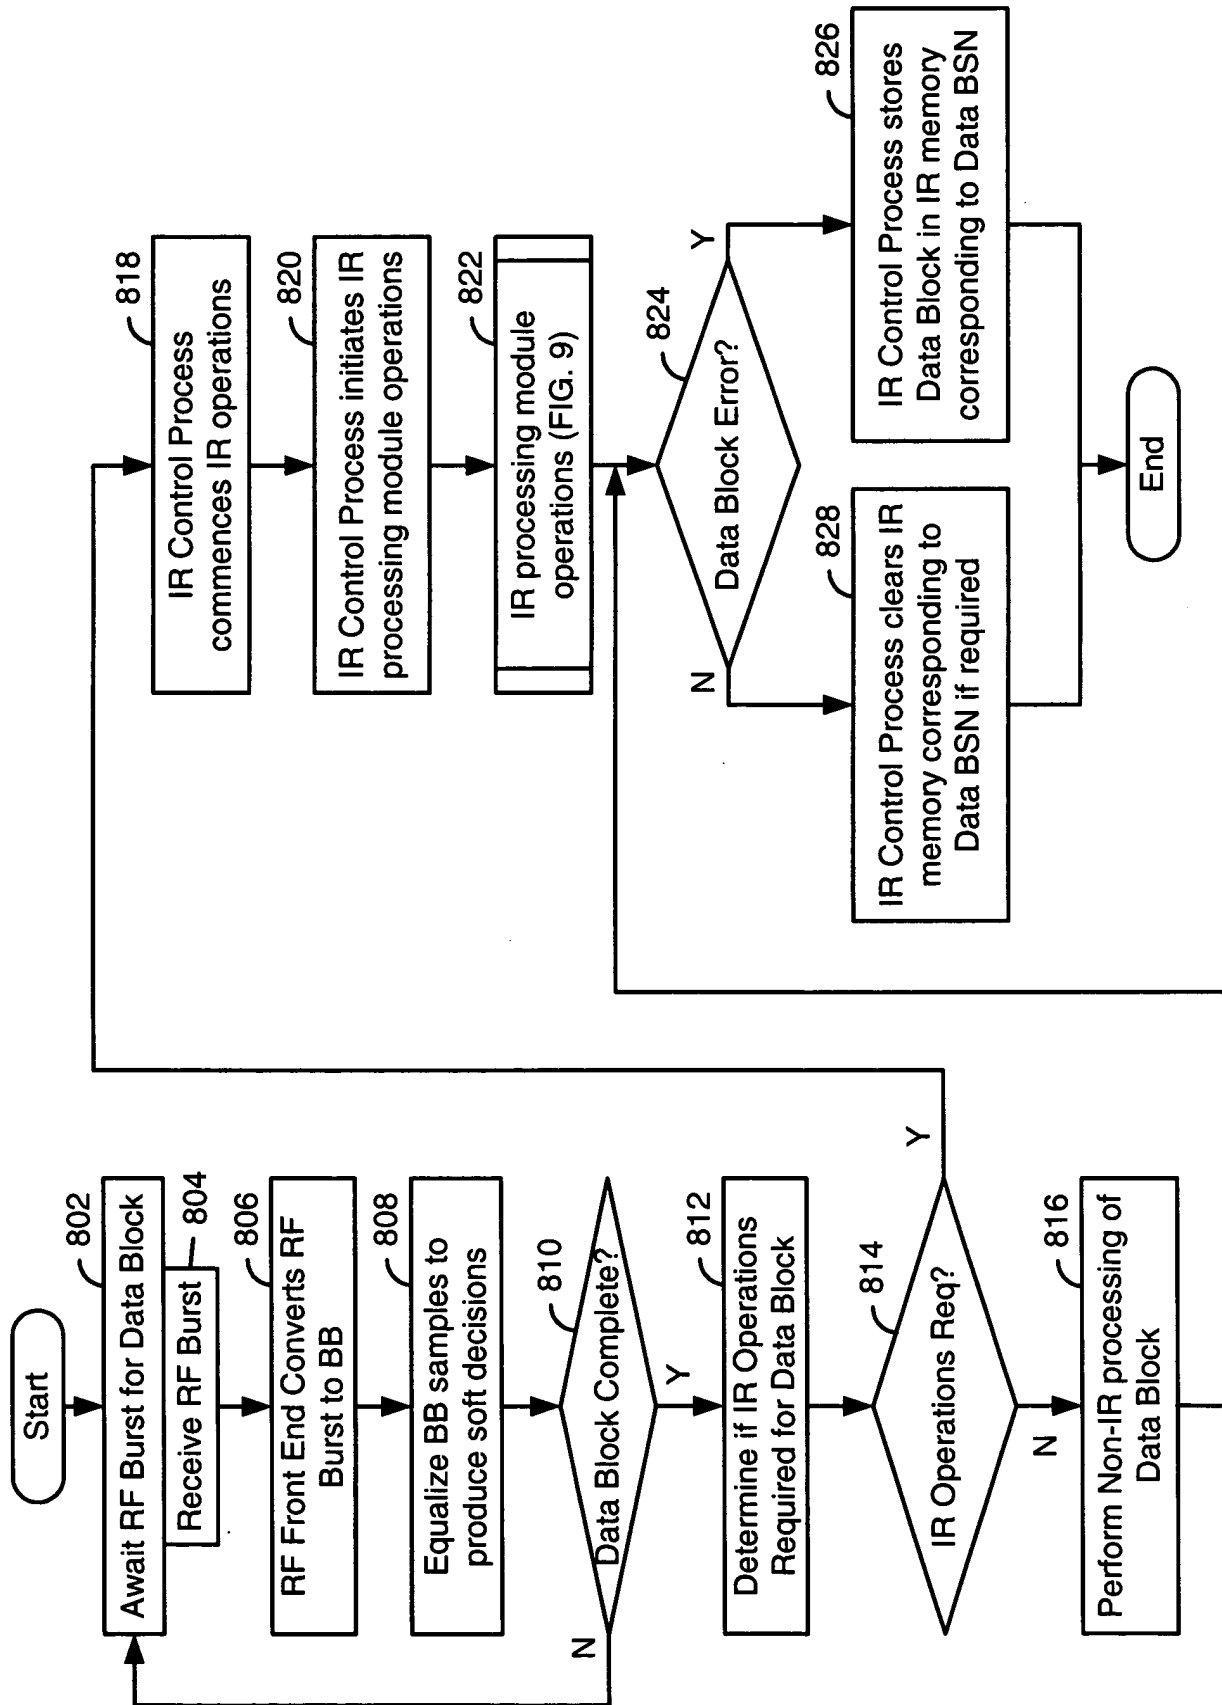 Start
802
Await RF Burst for Data Block
804
Receive RF Burst
806
RF Front End Converts RF
Burst to BB
808
Equalize BB samples to
produce soft decisions
810
Data Block Complete?
N
Y
812
Determine if IR Operations
Required for Data Block
814
IR Operations Req?
Y
N
816
Perform Non-IR processing of
Data Block
818
IR Control Process
commences IR operations
820
IR Control Process initiates IR
processing module operations
822
IR processing module
operations (FIG. 9)
824
Data Block Error?
N
Y
828
IR Control Process clears IR
memory corresponding to
Data BSN if required
826
IR Control Process stores
Data Block in IR memory
corresponding to Data BSN
End